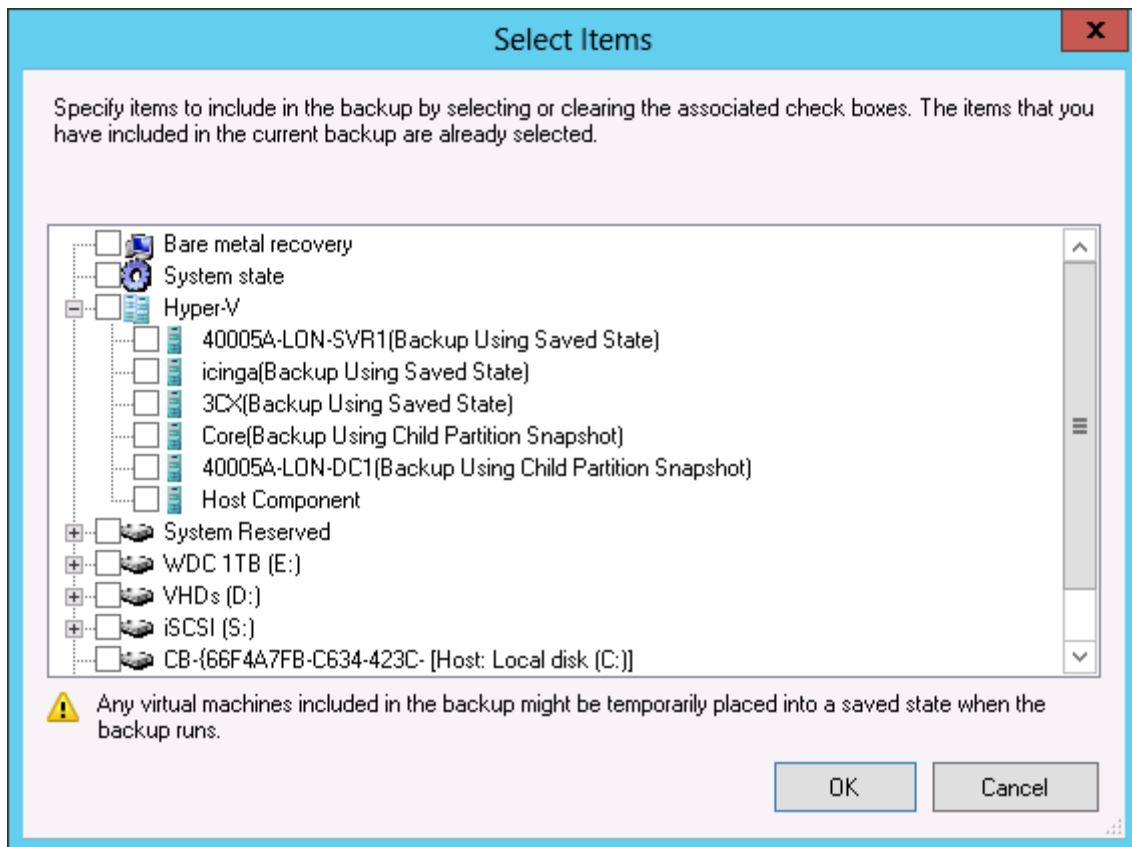 Select Items
x
Specify items to include in the backup by selecting or clearing the associated check boxes. The items that you
have included in the current backup are already selected.
Bare metal recovery
System state
Hyper-V
40005A-LON-SVR1(Backup Using Saved State)
icinga(Backup Using Saved State)
3CX(Backup Using Saved State)
Core(Backup Using Child Partition Snapshot)
40005A-LON-DC1(Backup Using Child Partition Snapshot)
Host Component
System Reserved
WDC 1TB (E:)
VHDs (D:)
iSCSI (S:)
CB-{66F4A7FB-C634-423C- [Host: Local disk (C:)]
Any virtual machines included in the backup might be temporarily placed into a saved state when the
backup runs.
OK Cancel